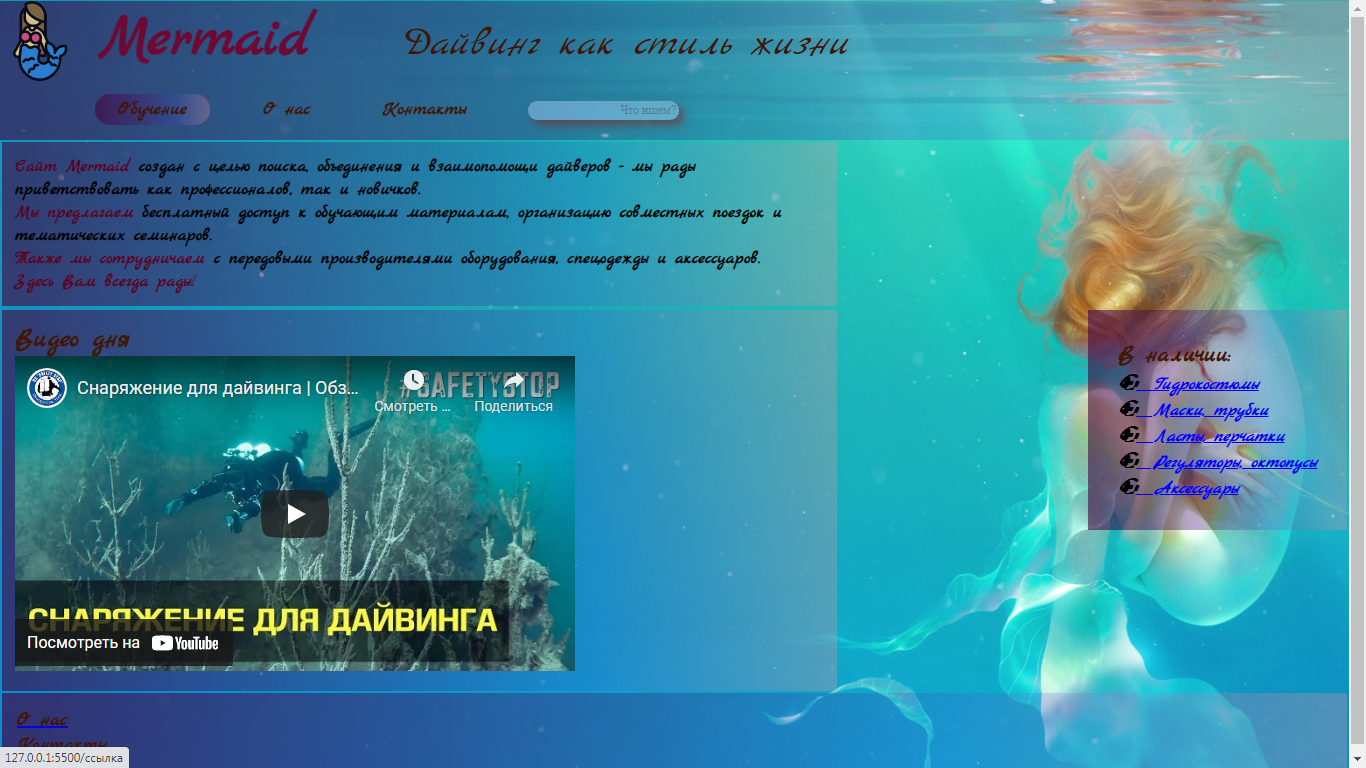 Mermaid
Дайвинг как стиль жизни
Обучение О нас Контакты Что ищем?
Сайт Mermaid создан с целью поиска, объединения и взаимопомощи дайверов - мы рады
приветствовать как профессионалов, так и новичков.
Мы предлагаем бесплатный доступ к обучающим материалам, организацию совместных поездок и
тематических семинаров.
Также мы сотрудничаем с передовыми производителями оборудования, спецодежды и аксессуаров.
Здесь Вам всегда рады!
Видео дня
Снаряжение для дайвинга | Обз...
#SAFETYSTOP
Смотреть ... Поделиться
СНАРЯЖЕНИЕ ДЛЯ ДАЙВИНГА
Посмотреть на YouTube
В наличии:
Гидрокостюмы
Маски, трубки
Ласты, перчатки
Регуляторы, октопусы
Аксессуары
О нас
Контакты
127.0.0.1:5500/ссылка